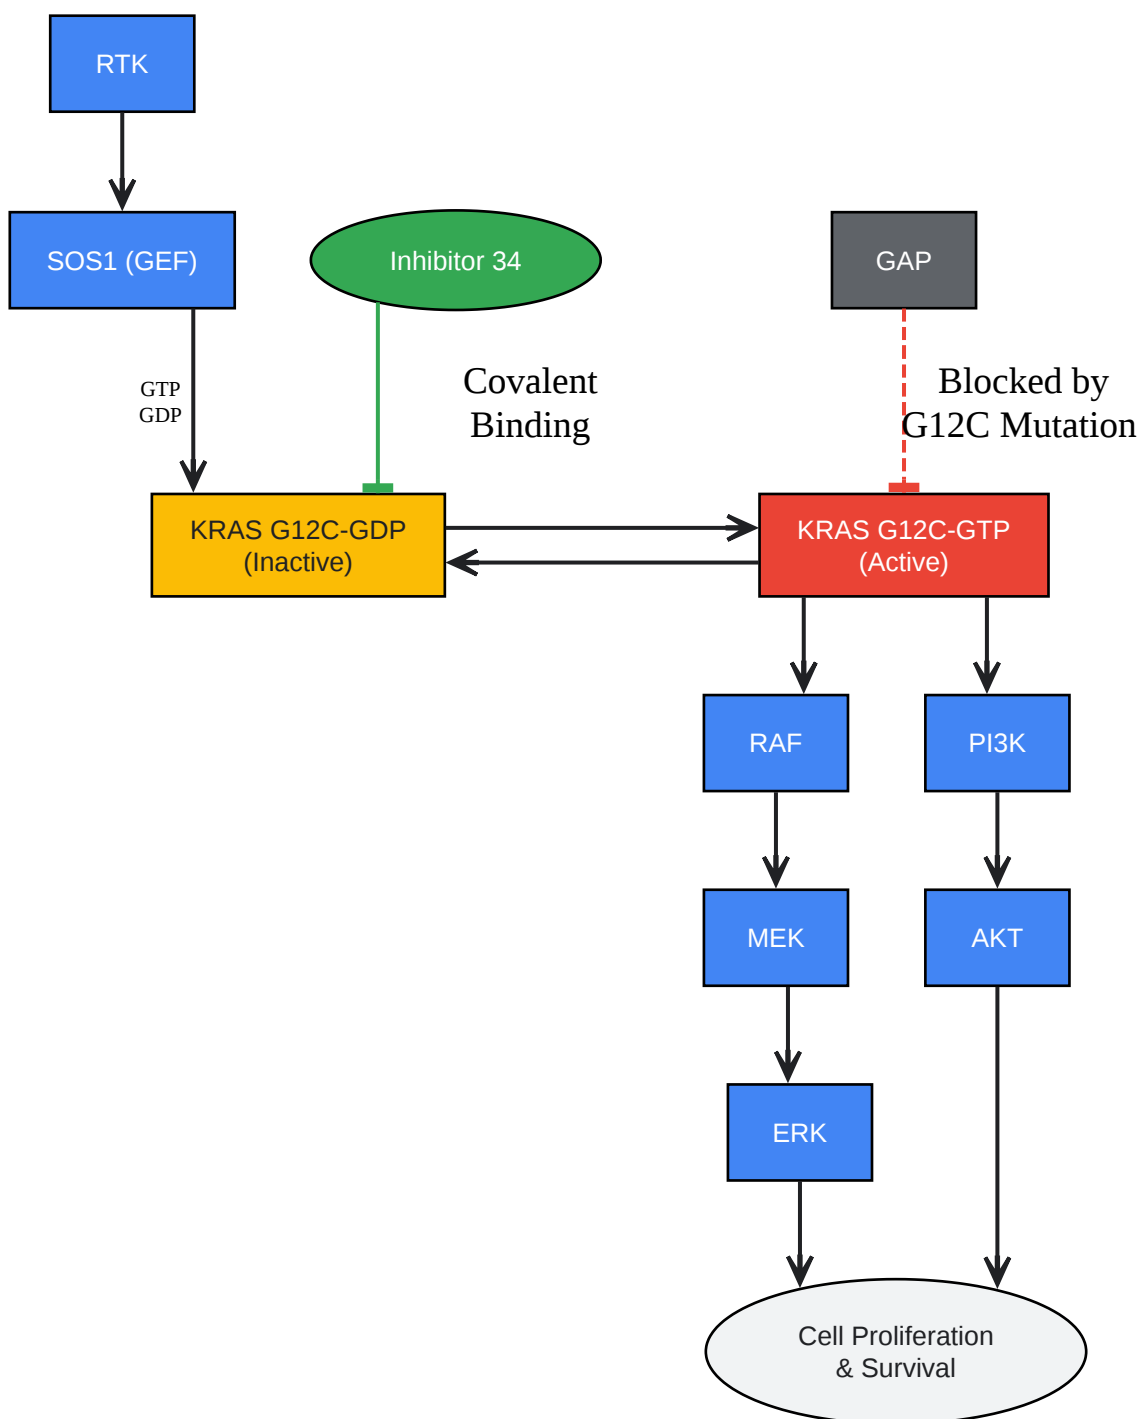 RTK
SOS1 (GEF)
Inhibitor 34
GAP
GTP
GDP
Covalent
Binding
Blocked by
G12C Mutation
KRAS G12C-GDP
(Inactive)
KRAS G12C-GTP
(Active)
RAF
PI3K
MEK
AKT
ERK
Cell Proliferation
& Survival